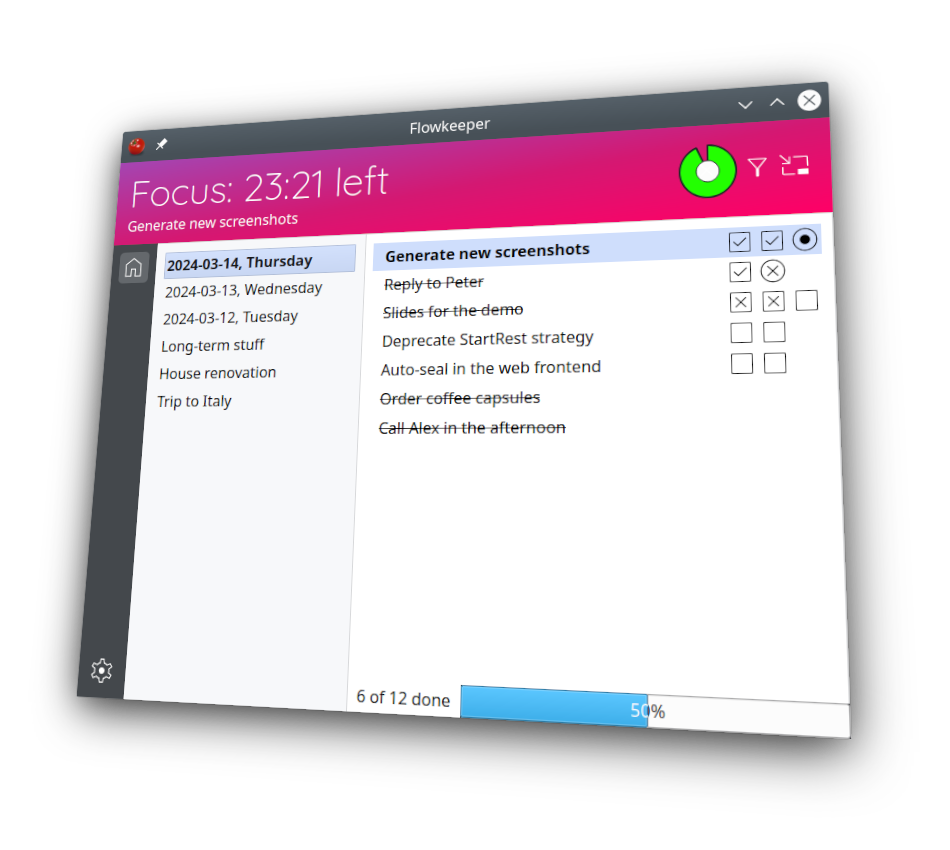 Flowkeeper
Focus: 23:21 left
Generate new screenshots
2024-03-14, Thursday
2024-03-13, Wednesday
2024-03-12, Tuesday
Long-term stuff
House renovation
Trip to Italy
Generate new screenshots
Reply to Peter
Slides for the demo
Deprecate StartRest strategy
Auto-seal in the web frontend
Order coffee capsules
Call Alex in the afternoon
6 of 12 done
50%